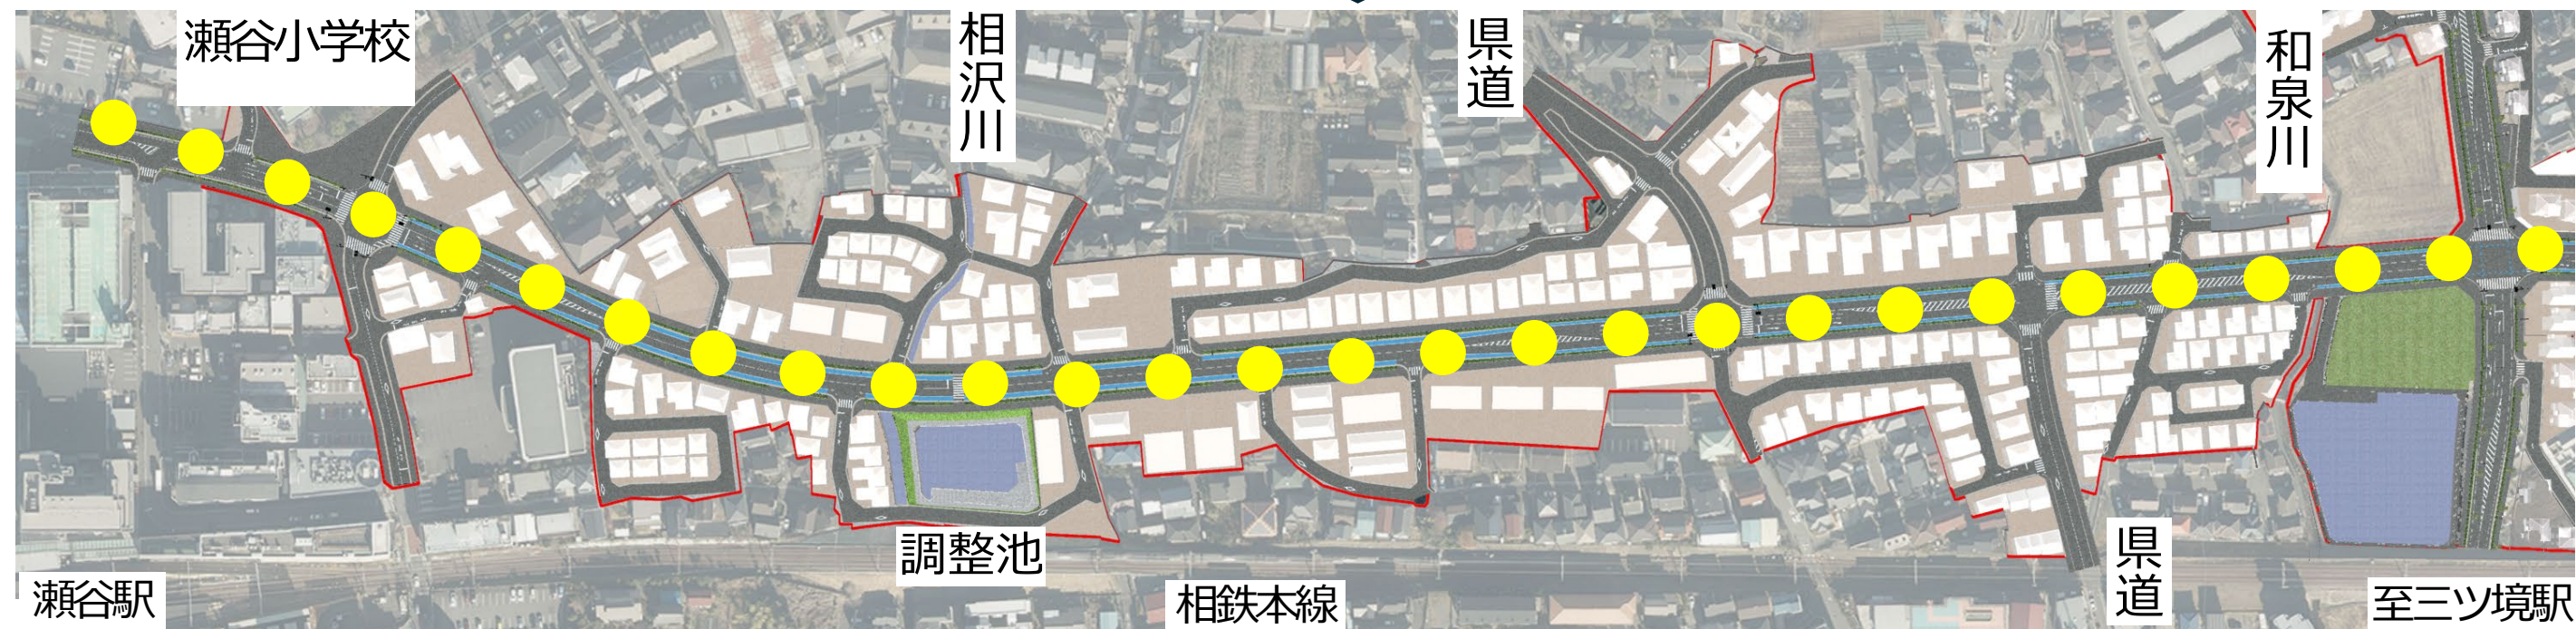 瀬谷小学校
相沢川
県道
和泉川
調整池
県道
瀬谷駅
相鉄本線
至三ツ境駅